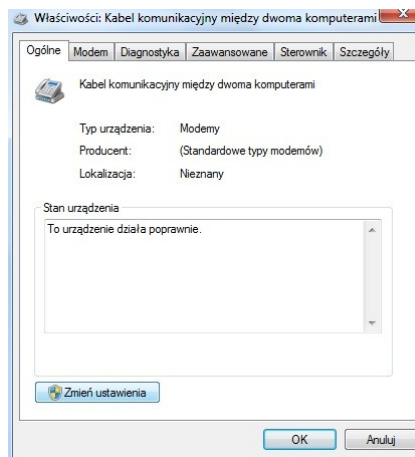 Właściwości: Kabel komunikacyjny między dwoma komputerami
Ogólne Modem Diagnostyka Zaawansowane Sterownik Szczegóły
Kabel komunikacyjny między dwoma komputerami
Typ urządzenia: Modemy
Producent: (Standardowe typy modemów)
Lokalizacja: Nieznany
Stan urządzenia
To urządzenie działa poprawnie.
Zmień ustawienia
OK Anuluj